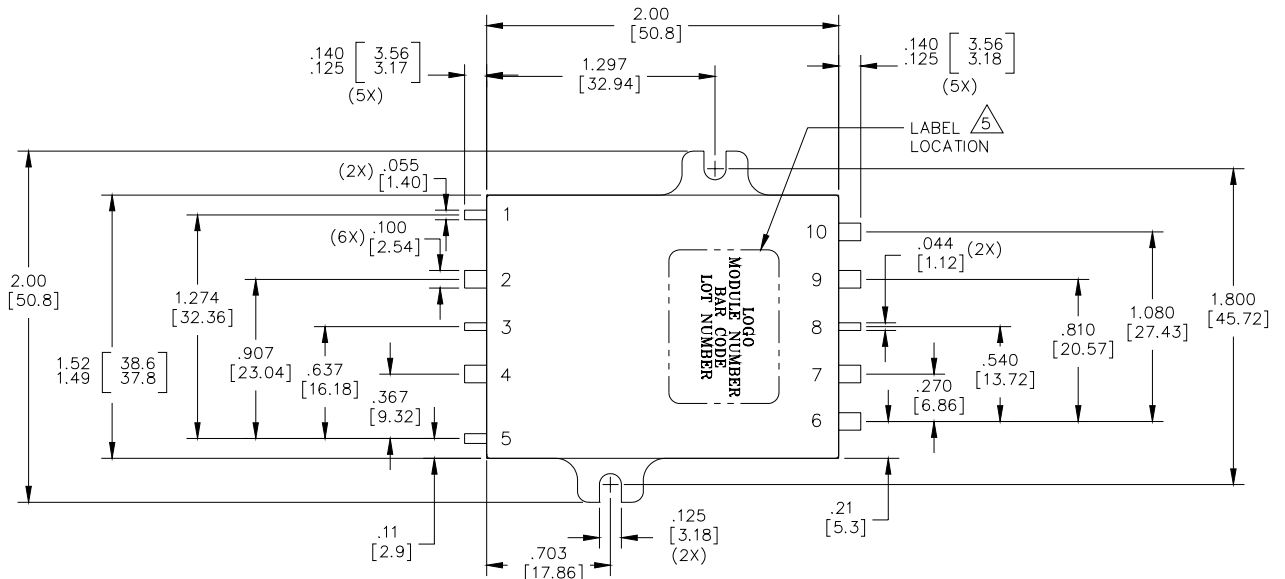 2.00
[50.8]
.140 [ 3.56
.125 3.17 ]
(5X)
1.297
[32.94]
.140 [ 3.56
.125 3.18 ]
(5X)
LABEL 5
LOCATION
(2X) .055
[1.40]
(6X) .100
[2.54]
2.00
[50.8]
1.274
[32.36]
1.52 [ 38.6
1.49 37.8 ]
.907
[23.04]
.637
[16.18]
.367
[9.32]
1
2
3
4
5
LOGO
MODULE NUMBER
BAR CODE
LOT NUMBER
10
9
8
7
6
.044 (2X)
[1.12]
1.800
[45.72]
1.080
[27.43]
.810
[20.57]
.540
[13.72]
.270
[6.86]
.11
[2.9]
.703
[17.86]
.125
[3.18]
(2X)
.21
[5.3]